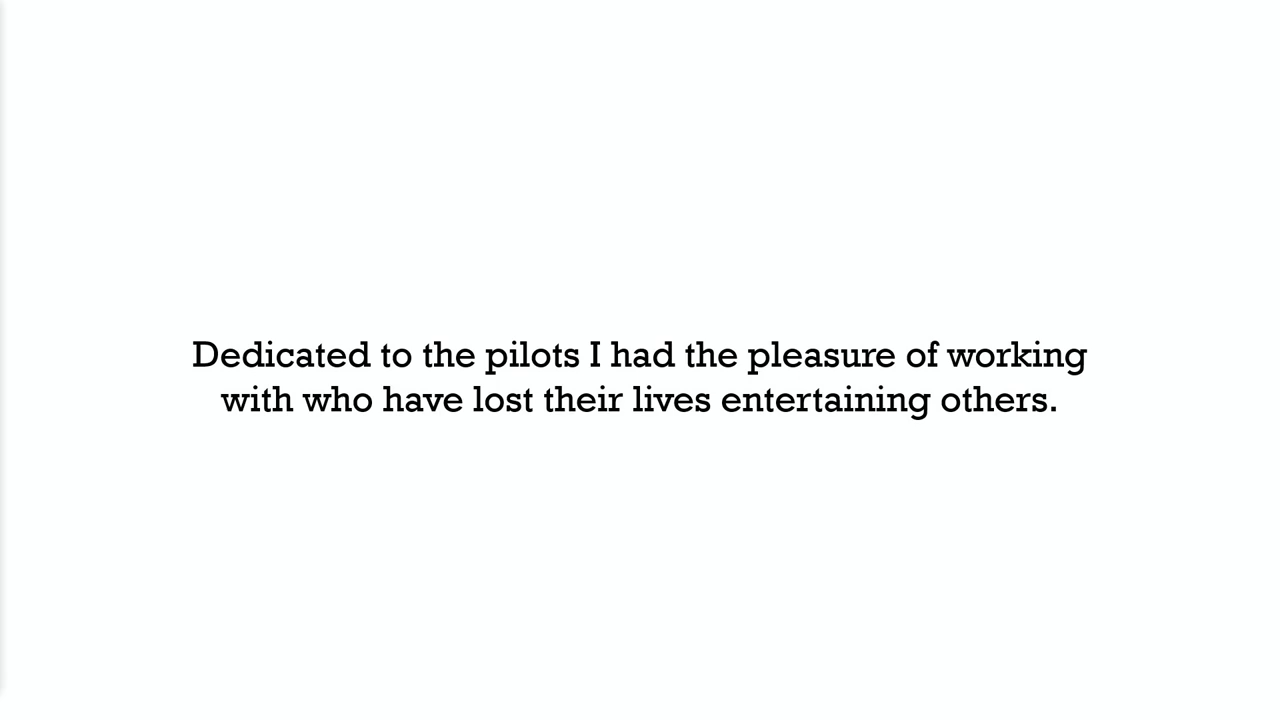 Dedicated to the pilots I had the pleasure of working
with who have lost their lives entertaining others.